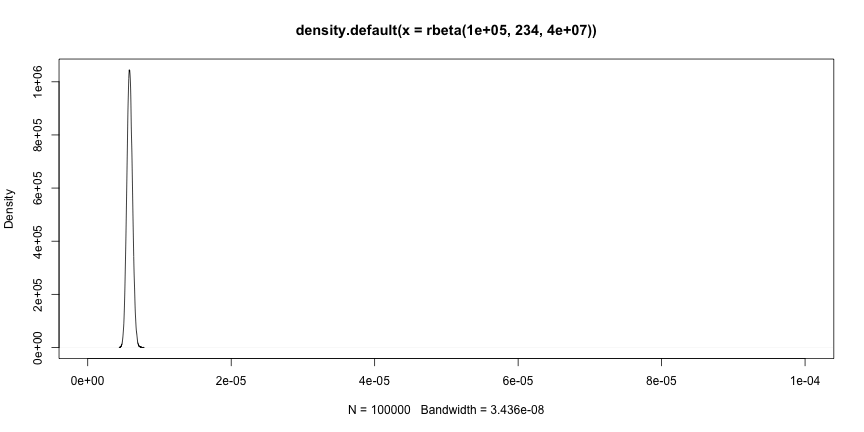 density.default(x = rbeta(1e+05, 234, 4e+07))
Density
1e+06
8e+05
6e+05
4e+05
2e+05
0e+00
0e+00 2e-05 4e-05 6e-05 8e-05 1e-04
N = 100000 Bandwidth = 3.436e-08